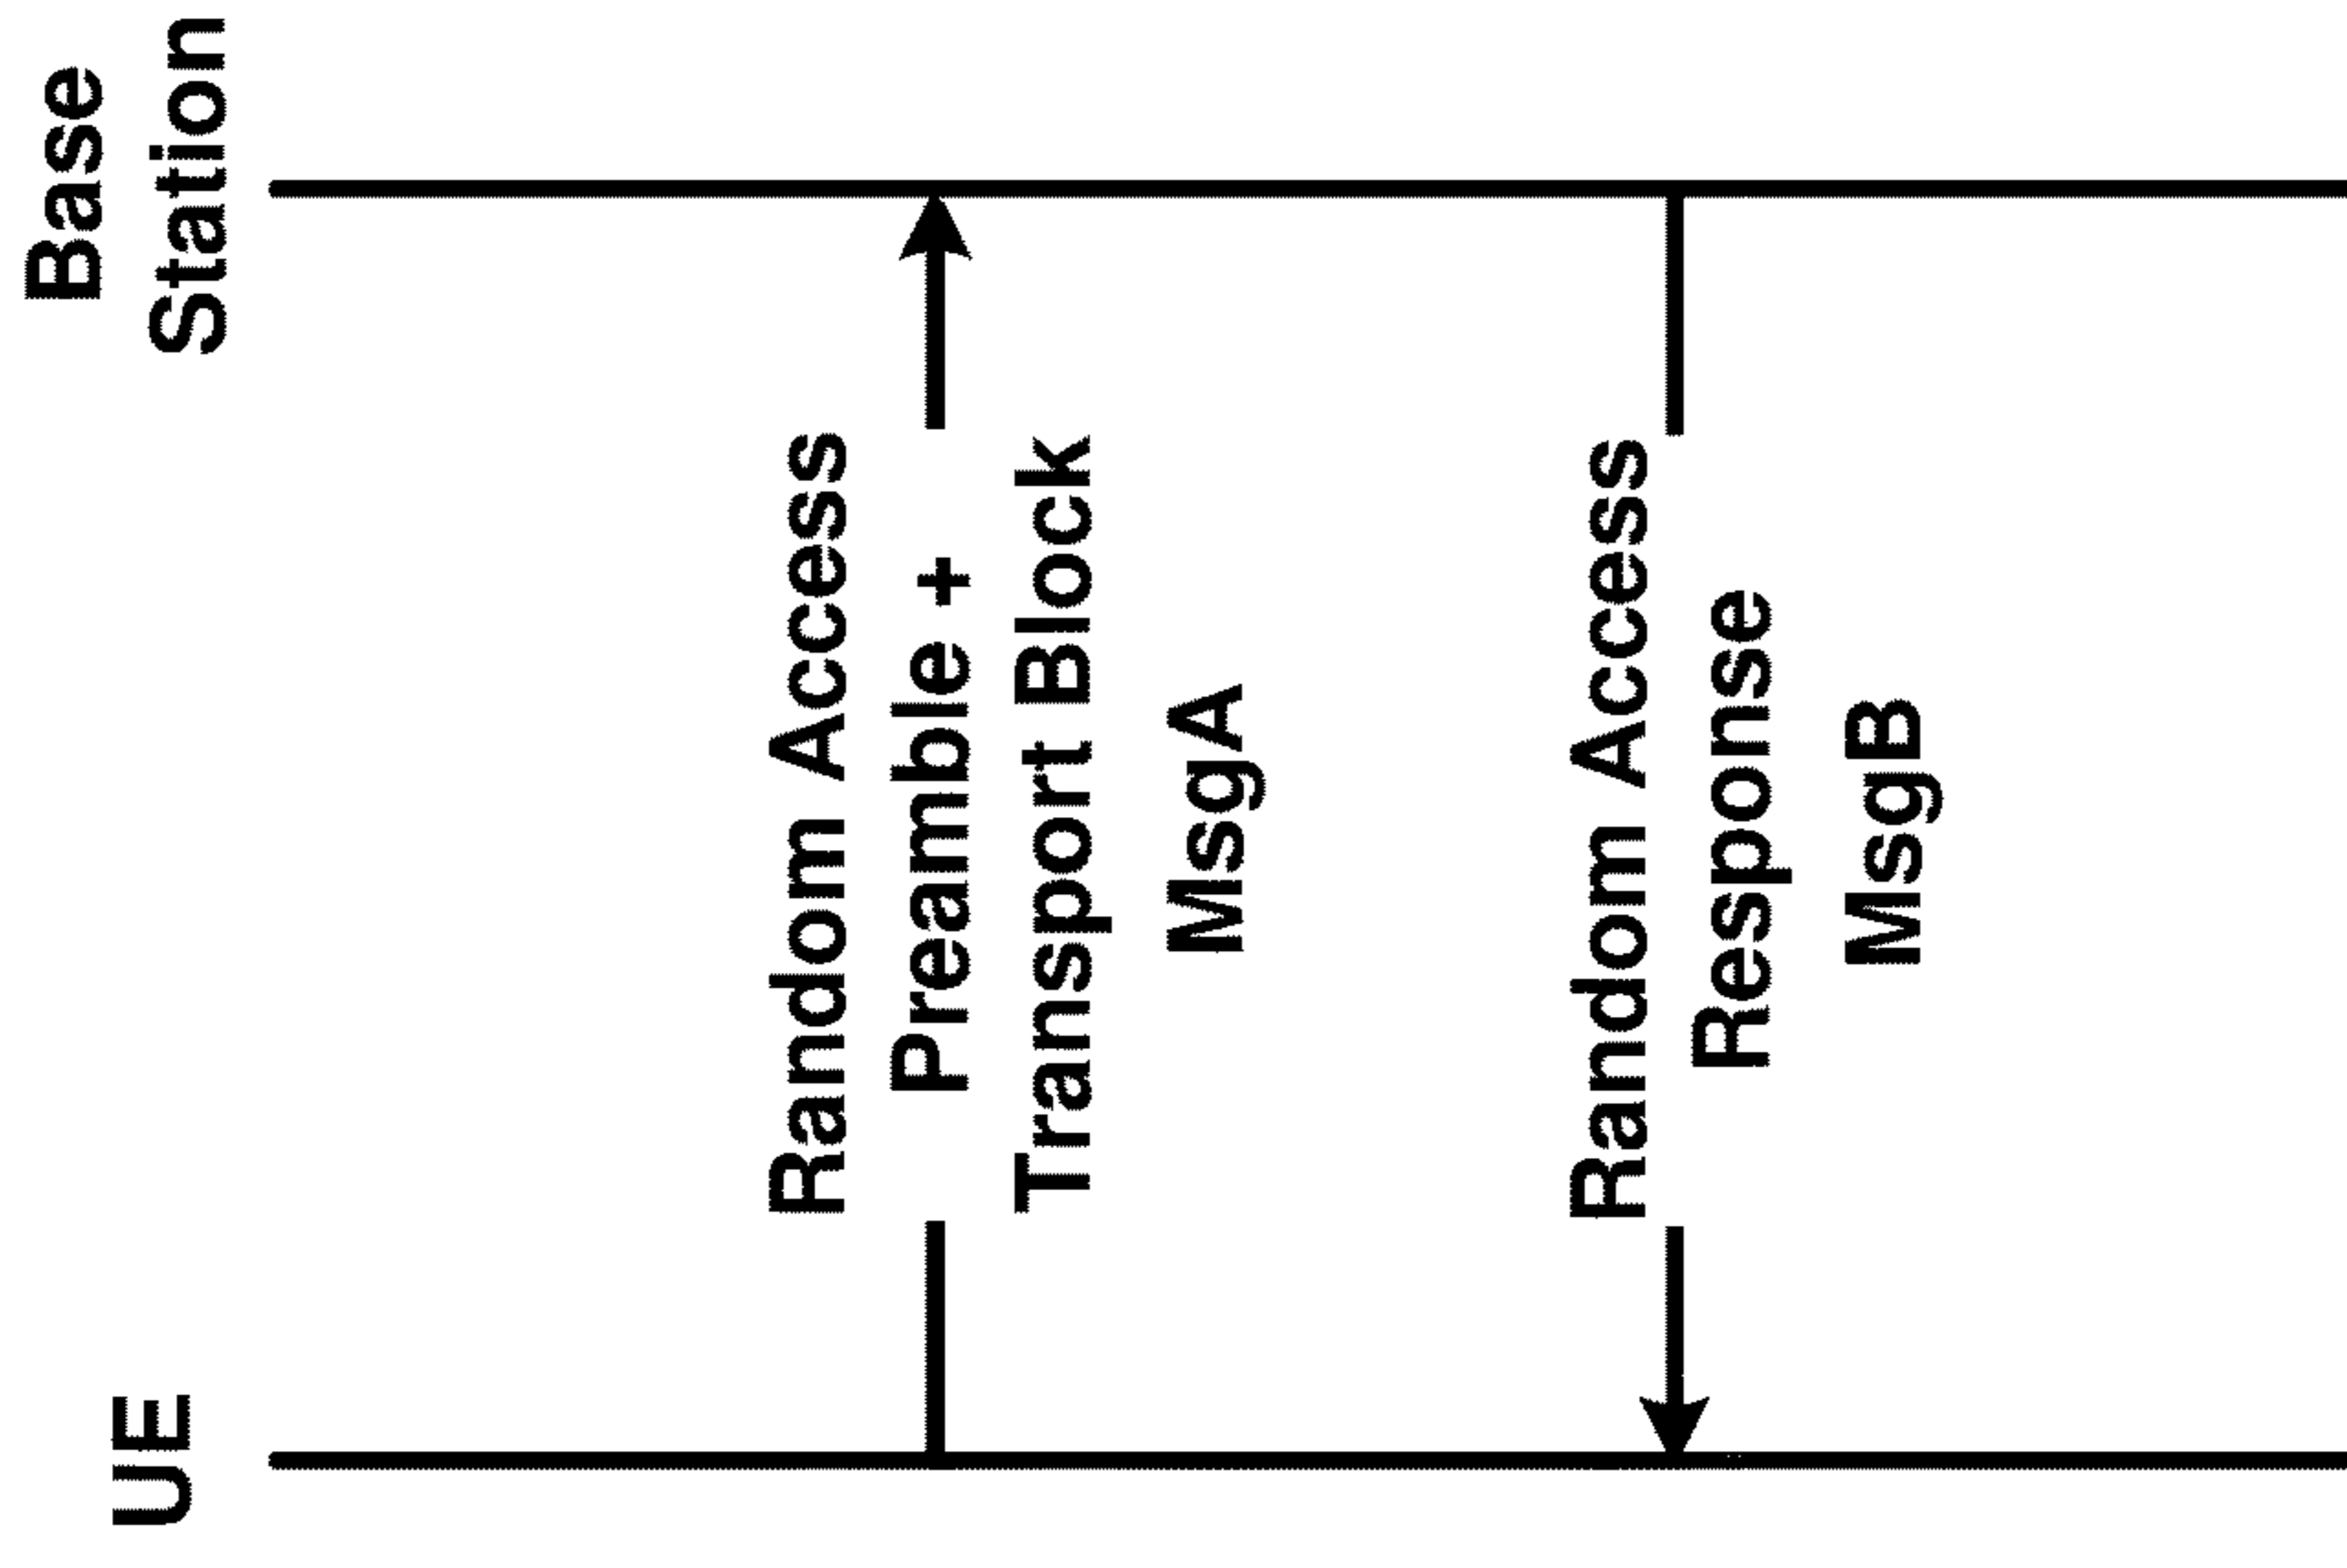 UE
Base
Station
Random Access
Preamble +
Transport Block
MsgA
Random Access
Response
MsgB